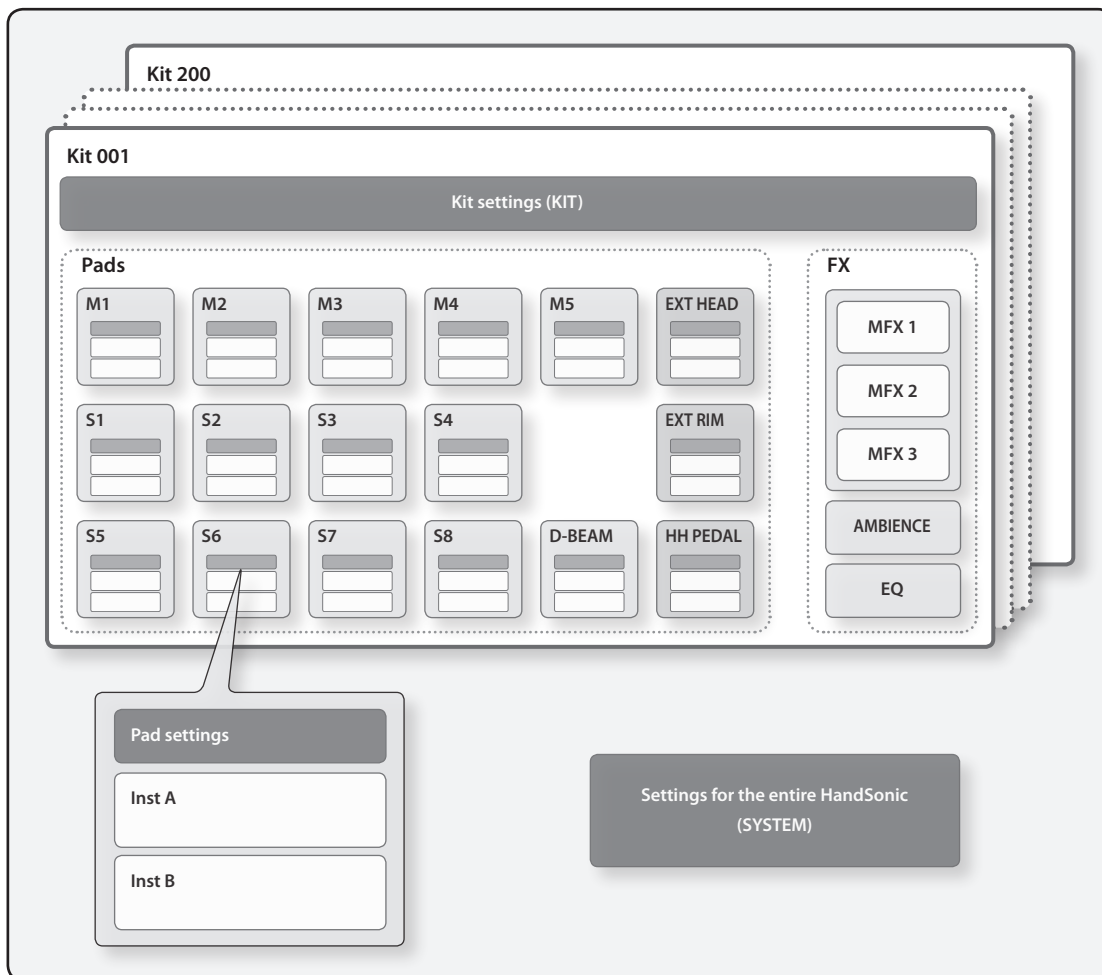 Kit 200
Kit 001
Kit settings (KIT)
Pads
M1
M2
M3
M4
M5
EXT HEAD
S1
S2
S3
S4
EXT RIM
S5
S6
S7
S8
D-BEAM
HH PEDAL
FX
MFX 1
MFX 2
MFX 3
AMBIENCE
EQ
Pad settings
Inst A
Inst B
Settings for the entire HandSonic
(SYSTEM)